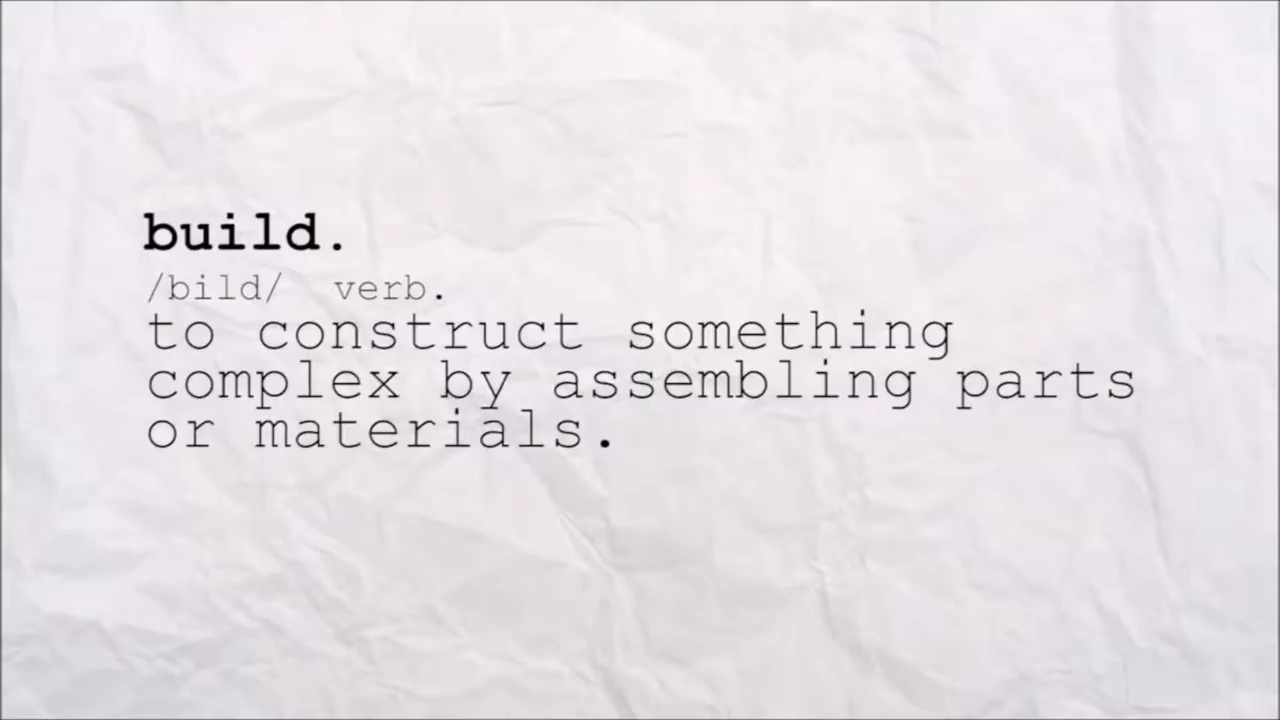 build.
/bild/ verb.
to construct something
complex by assembling parts
or materials.